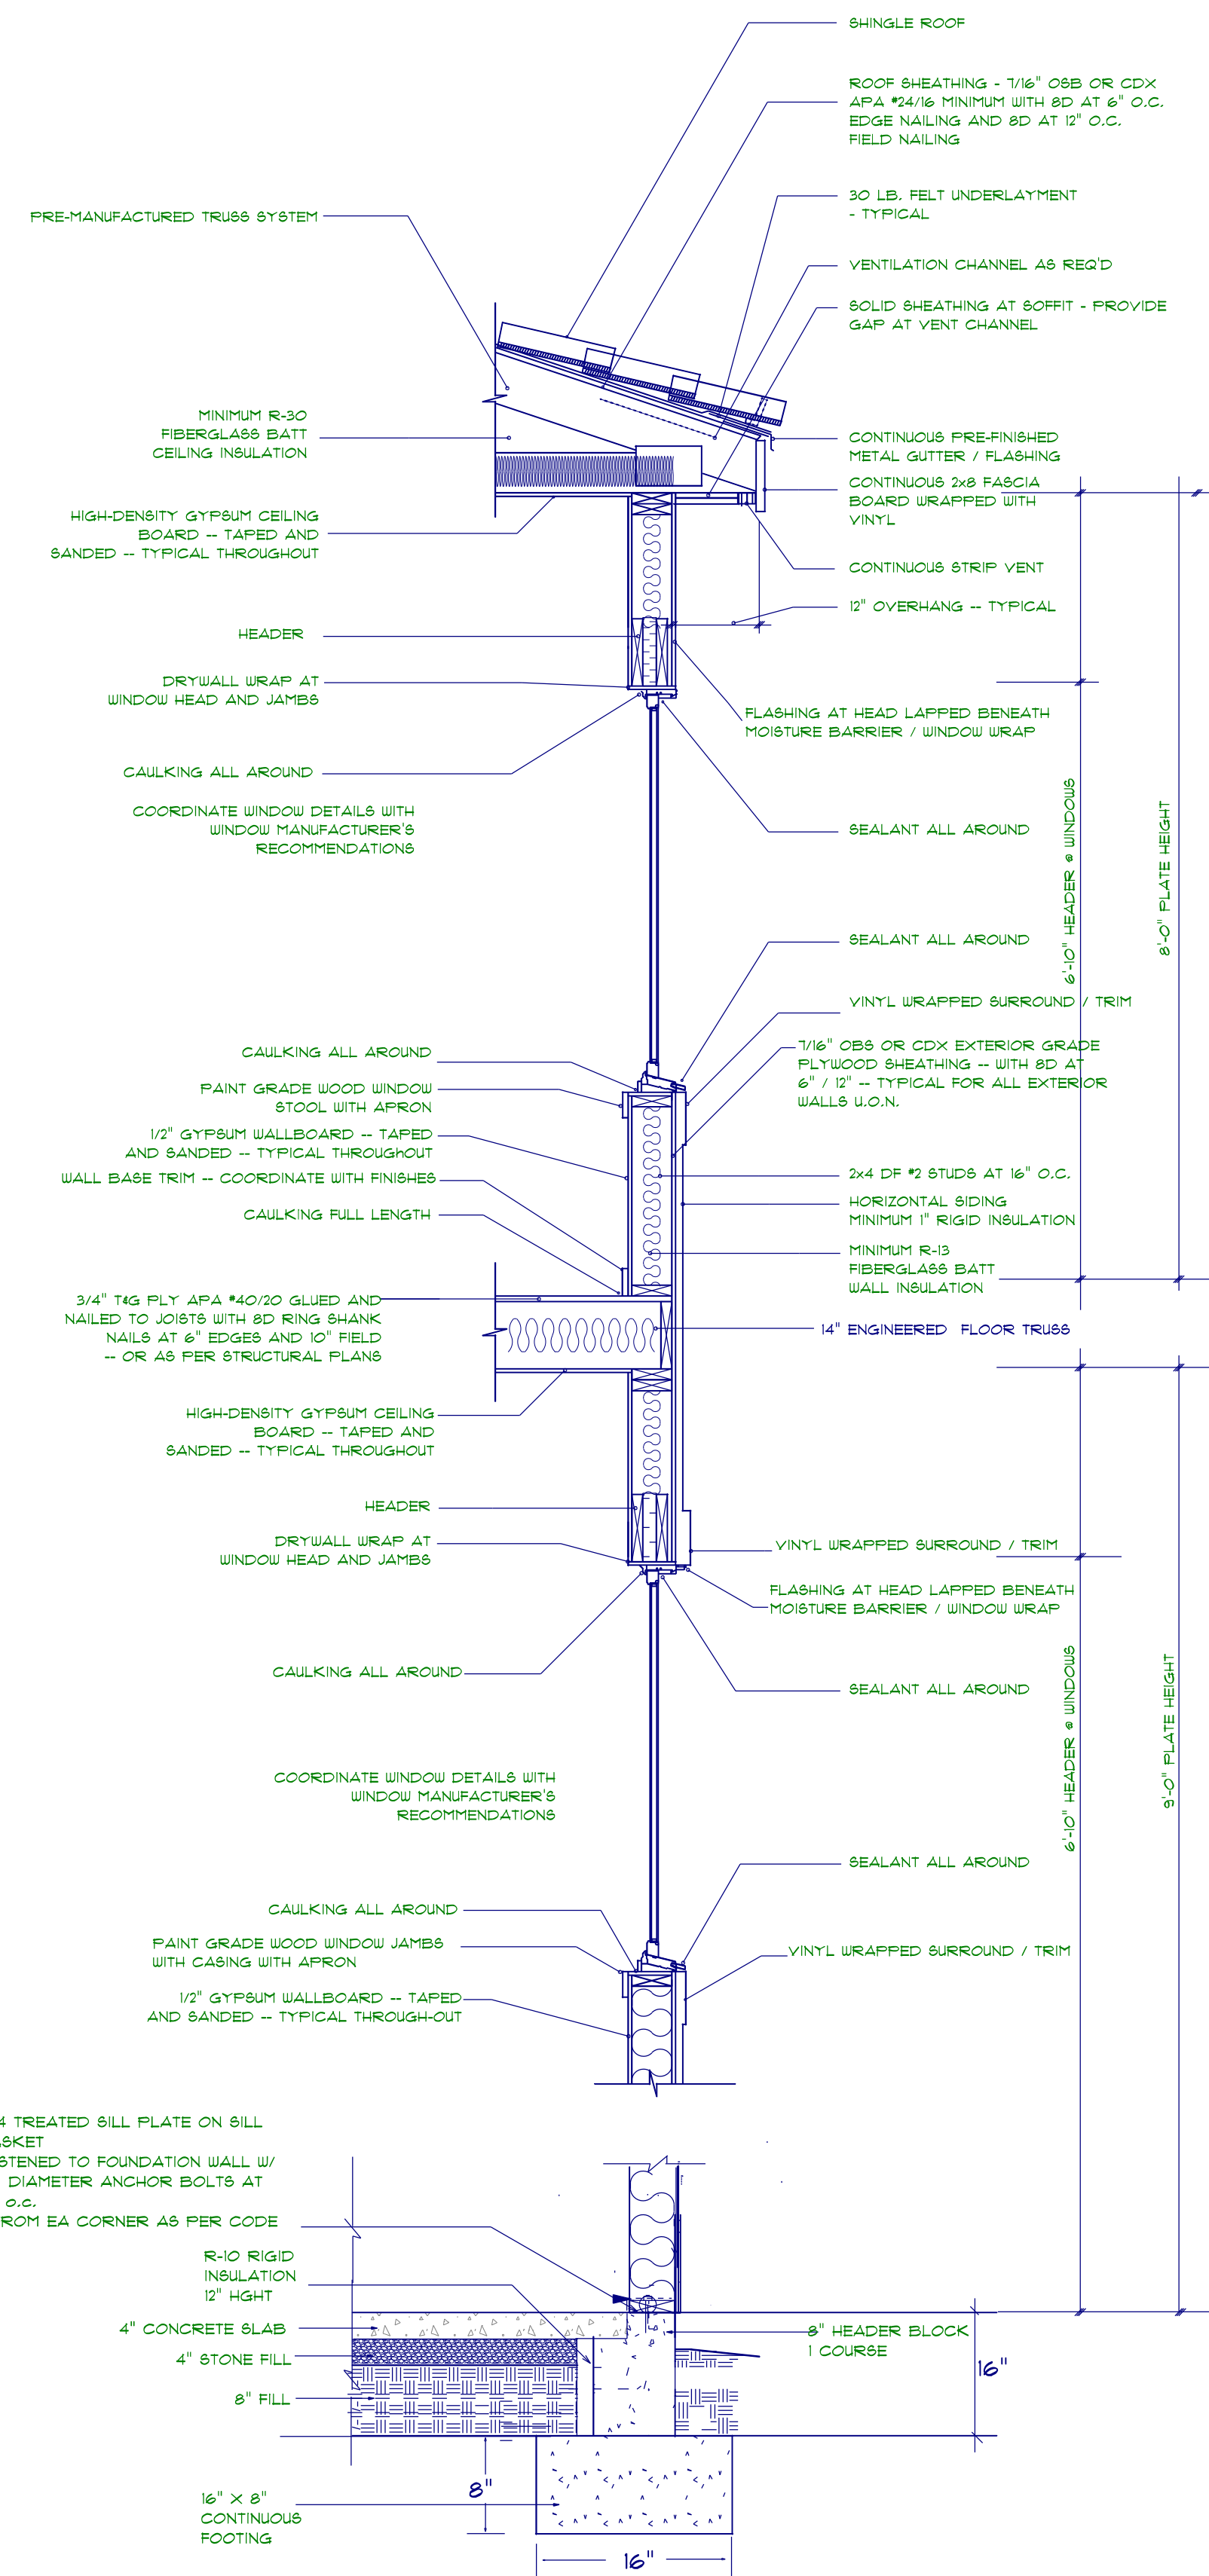 SHINGLE ROOF
ROOF SHEATHING - 7/16" OSB OR CDX
APA #24/16 MINIMUM WITH 8D AT 6" O.C.
EDGE NAILING AND 8D AT 12" O.C.
FIELD NAILING
30 LB. FELT UNDERLAYMENT
- TYPICAL
PRE-MANUFACTURED TRUSS SYSTEM
VENTILATION CHANNEL AS REQ'D
SOLID SHEATHING AT SOFFIT - PROVIDE
GAP AT VENT CHANNEL
MINIMUM R-30
FIBERGLASS BATT
CEILING INSULATION
CONTINUOUS PRE-FINISHED
METAL GUTTER / FLASHING
CONTINUOUS 2x8 FASCIA
BOARD WRAPPED WITH
VINYL
HIGH-DENSITY GYPSUM CEILING
BOARD -- TAPED AND
SANDED -- TYPICAL THROUGHOUT
CONTINUOUS STRIP VENT
12" OVERHANG -- TYPICAL
HEADER
DRYWALL WRAP AT
WINDOW HEAD AND JAMBS
FLASHING AT HEAD LAPPED BENEATH
MOISTURE BARRIER / WINDOW WRAP
CAULKING ALL AROUND
COORDINATE WINDOW DETAILS WITH
WINDOW MANUFACTURER'S
RECOMMENDATIONS
SEALANT ALL AROUND
6'-10" HEADER @ WINDOWS
8'-0" PLATE HEIGHT
SEALANT ALL AROUND
VINYL WRAPPED SURROUND / TRIM
CAULKING ALL AROUND
7/16" OBS OR CDX EXTERIOR GRADE
PLYWOOD SHEATHING -- WITH 8D AT
6" / 12" -- TYPICAL FOR ALL EXTERIOR
WALLS U.O.N.
PAINT GRADE WOOD WINDOW
STOOL WITH APRON
1/2" GYPSUM WALLBOARD -- TAPED
AND SANDED -- TYPICAL THROUGhOUT
WALL BASE TRIM -- COORDINATE WITH FINISHES
2x4 DF #2 STUDS AT 16" O.C.
HORIZONTAL SIDING
MINIMUM 1" RIGID INSULATION
CAULKING FULL LENGTH
MINIMUM R-13
FIBERGLASS BATT
WALL INSULATION
3/4" T&G PLY APA #40/20 GLUED AND
NAILED TO JOISTS WITH 8D RING SHANK
NAILS AT 6" EDGES AND 10" FIELD
-- OR AS PER STRUCTURAL PLANS
14" ENGINEERED FLOOR TRUSS
HIGH-DENSITY GYPSUM CEILING
BOARD -- TAPED AND
SANDED -- TYPICAL THROUGHOUT
HEADER
DRYWALL WRAP AT
WINDOW HEAD AND JAMBS
VINYL WRAPPED SURROUND / TRIM
FLASHING AT HEAD LAPPED BENEATH
MOISTURE BARRIER / WINDOW WRAP
CAULKING ALL AROUND
SEALANT ALL AROUND
6'-10" HEADER @ WINDOWS
9'-0" PLATE HEIGHT
COORDINATE WINDOW DETAILS WITH
WINDOW MANUFACTURER'S
RECOMMENDATIONS
SEALANT ALL AROUND
CAULKING ALL AROUND
PAINT GRADE WOOD WINDOW JAMBS
WITH CASING WITH APRON
VINYL WRAPPED SURROUND / TRIM
1/2" GYPSUM WALLBOARD -- TAPED
AND SANDED -- TYPICAL THROUGH-OUT
4 TREATED SILL PLATE ON SILL
SKET
STENED TO FOUNDATION WALL W/
DIAMETER ANCHOR BOLTS AT
O.C.
ROM EA CORNER AS PER CODE
R-10 RIGID
INSULATION
12" HGHT
4" CONCRETE SLAB
8" HEADER BLOCK
1 COURSE
4" STONE FILL
16"
8" FILL
8"
16" X 8"
CONTINUOUS
FOOTING
16"